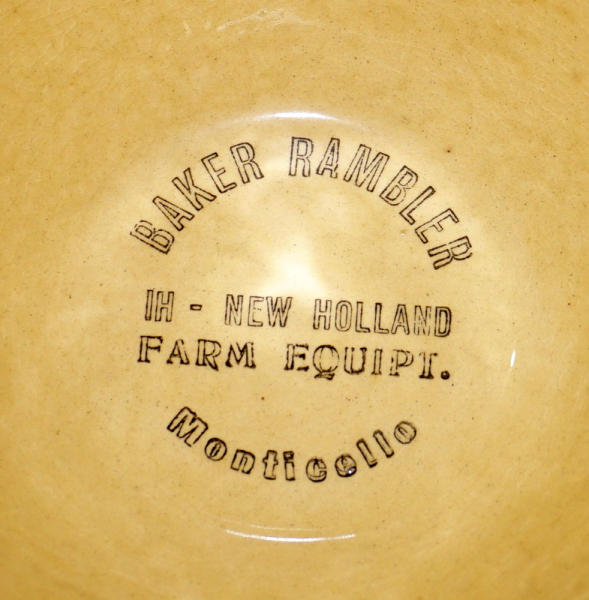 BAKER RAMBLER
IH - NEW HOLLAND
FARM EQUIPT.
Monticello